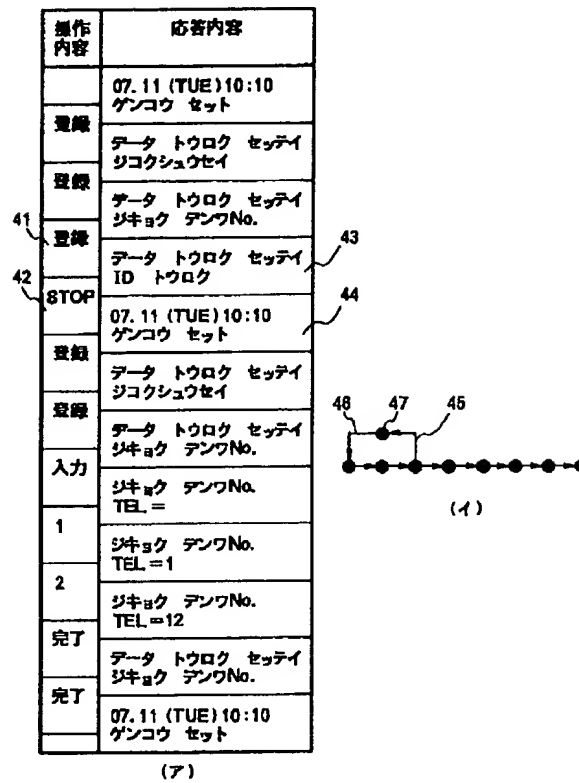 操作
内容
応答内容
07.11 (TUE)10:10
ゲンコウ セット
登録
データ トウロク セッテイ
ジコクシュウセイ
登録
データ トウロク セッテイ
ジキョク デンワNo.
41
登録
データ トウロク セッテイ
ID トウロク
43
42
STOP
07.11 (TUE)10:10
ゲンコウ セット
44
登録
データ トウロク セッテイ
ジコクシュウセイ
登録
データ トウロク セッテイ
ジキョク デンワNo.
入力
ジキョク デンワNo.
TEL=
1
ジキョク デンワNo.
TEL=1
2
ジキョク デンワNo.
TEL=12
完了
データ トウロク セッテイ
ジキョク デンワNo.
完了
07.11 (TUE)10:10
ゲンコウ セット
(ア)
46 47 45
(イ)